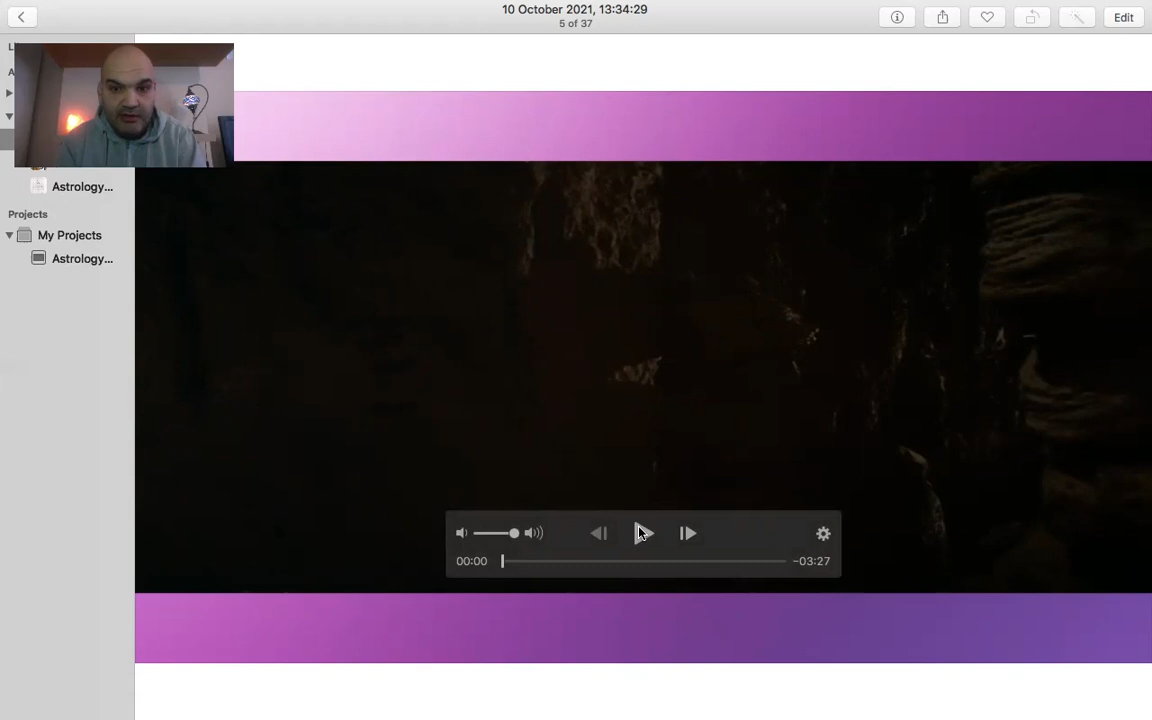 10 October 2021, 13:34:29
5 of 37
Edit
L
A
Astrology...
Projects
My Projects
Astrology...
00:00
−03:27